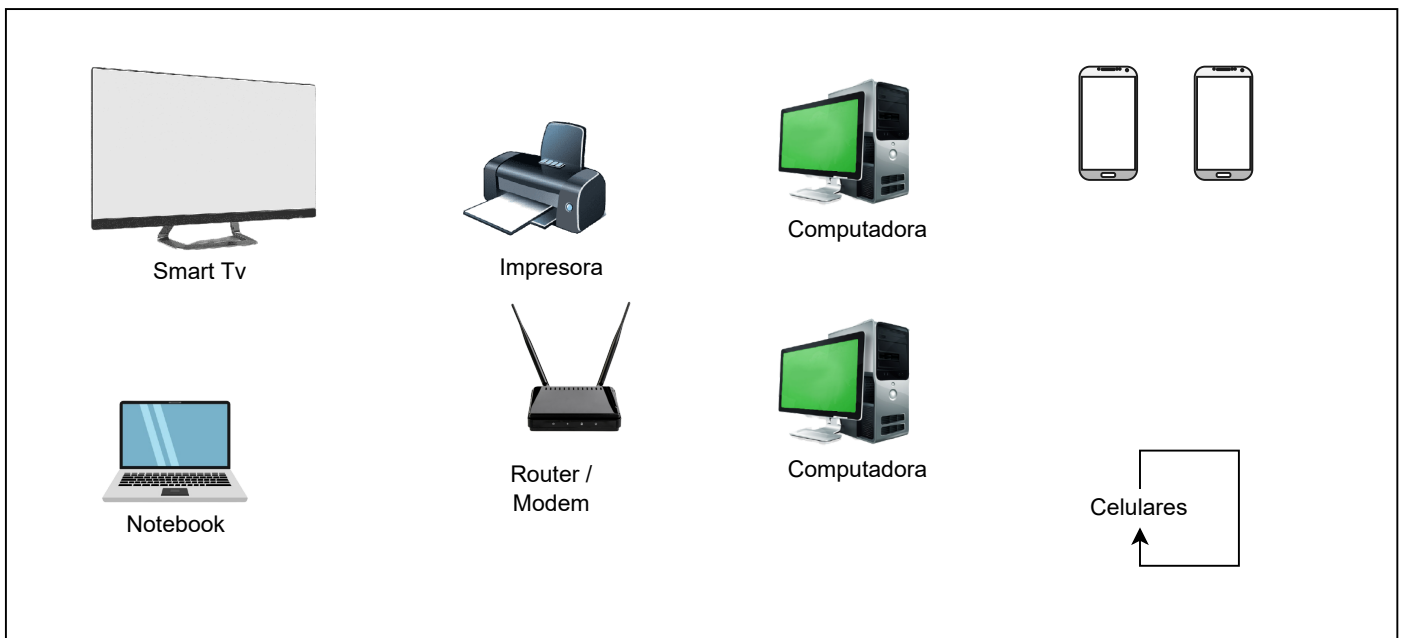 Smart Tv
Impresora
Computadora
Notebook
Router /
Modem
Computadora
Celulares